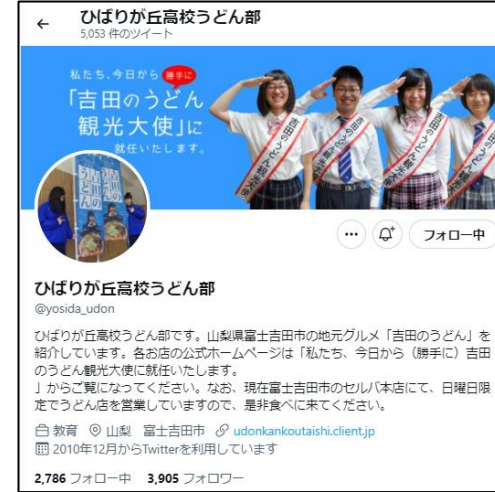 ひばりが丘高校うどん部
5,053 件のツイート
私たち、今日から 勝手に
「吉田のうどん
観光大使」に
就任いたします。
吉田の
うどん
フォロー中
ひばりが丘高校うどん部
@yosida_udon
ひばりが丘高校うどん部です。山梨県富士吉田市の地元グルメ「吉田のうどん」を
紹介しています。各お店の公式ホームページは「私たち、今日から（勝手に）吉田
のうどん観光大使に就任いたします。
」からご覧になってください。なお、現在富士吉田市のセルバ本店にて、日曜日限
定でうどん店を営業していますので、是非食べに来てください。
教育 山梨 富士吉田市 udonkankoutaishi.client.jp
2010年12月からTwitterを利用しています
2,786 フォロー中 3,905 フォロワー